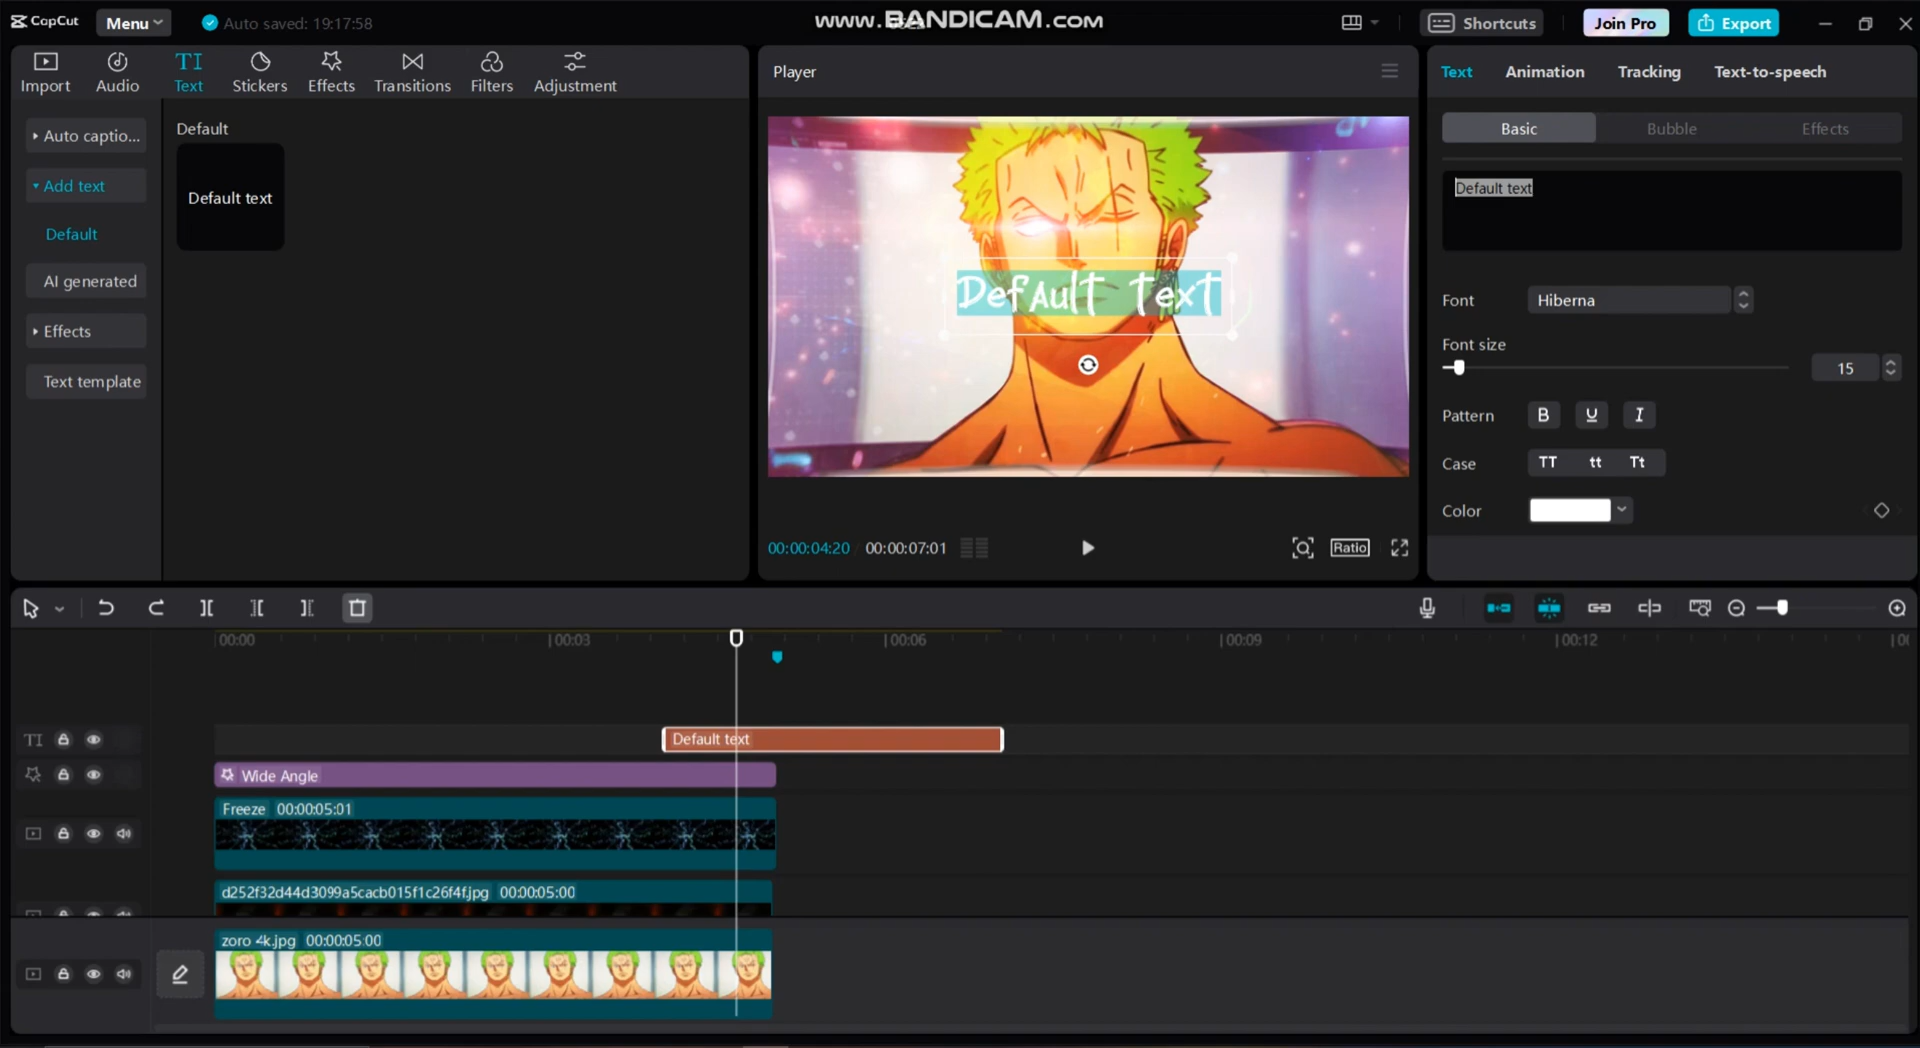 CapCut
Menu
Auto saved: 19:17:58
www.BANDICAM.com
Shortcuts
Join Pro
Export
Import
Audio
TI
Text
Stickers
Effects
Transitions
Filters
Adjustment
Auto captio...
Add text
Default
AI generated
Effects
Text template
Default
Default text
Player
Default text
00:00:04:20
00:00:07:01
Ratio
Text
Animation
Tracking
Text-to-speech
Basic
Bubble
Effects
Default text
Font
Hiberna
Font size
15
Pattern
B
U
I
Case
TT
tt
Tt
Color
00:00
00:03
00:06
00:09
00:12
TI
Default text
Wide Angle
Freeze 00:00:05:01
d252f32d44d3099a5cacb015f1c26f4f.jpg 00:00:05:00
zoro 4k.jpg 00:00:05:00